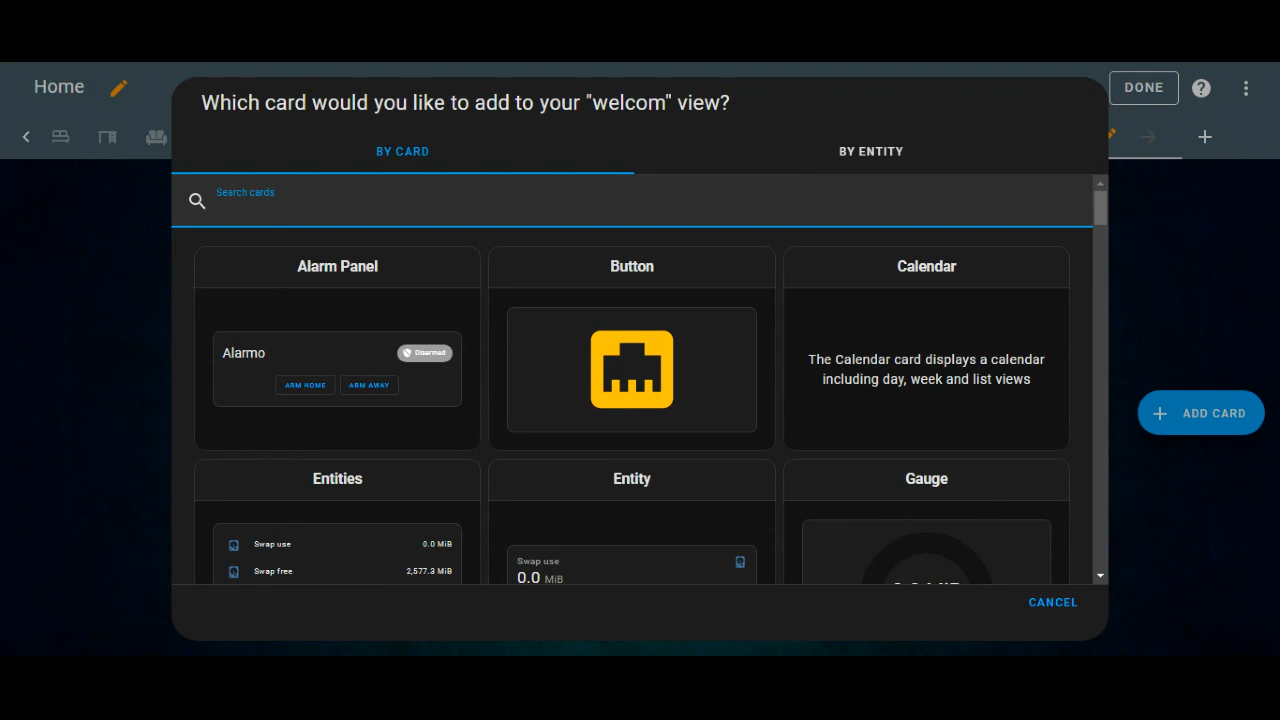 Home
DONE
Which card would you like to add to your "welcom" view?
BY CARD
BY ENTITY
Search cards
Alarm Panel
Button
Calendar
Alarmo
Disarmed
ARM HOME
ARM AWAY
The Calendar card displays a calendar
including day, week and list views
ADD CARD
Entities
Entity
Gauge
Swap use
0.0 MiB
Swap free
2,577.3 MiB
Swap use
0.0 MiB
CANCEL